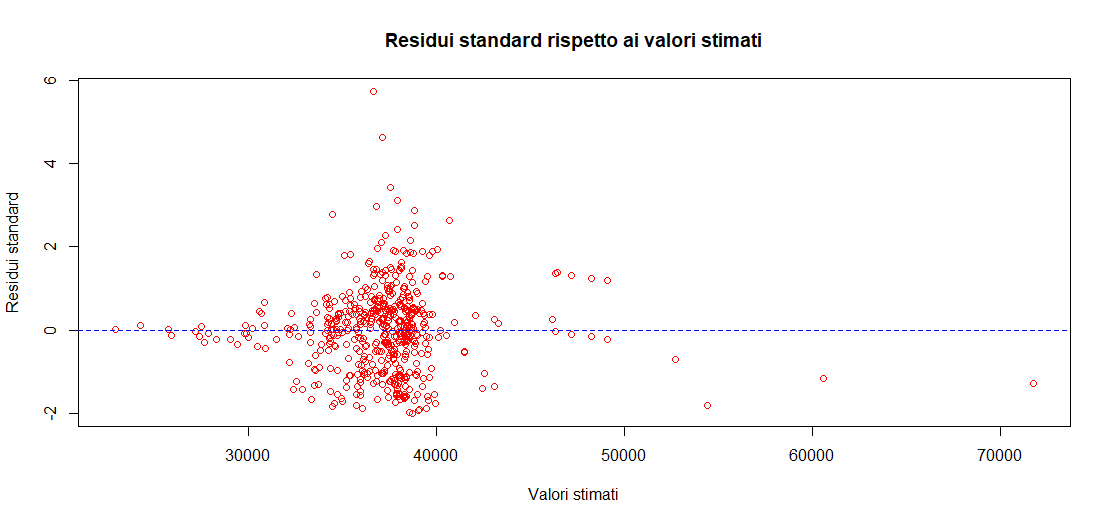 Residui standard rispetto ai valori stimati
Residui standard
6
4
2
0
-2
30000 40000 50000 60000 70000
Valori stimati